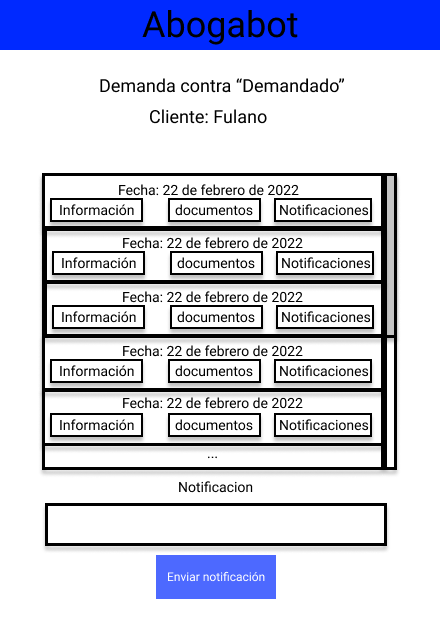 Abogabot
Demanda contra “Demandado”
Cliente: Fulano
Fecha: 22 de febrero de 2022
Información documentos Notificaciones
Fecha: 22 de febrero de 2022
Información documentos Notificaciones
Fecha: 22 de febrero de 2022
Información documentos Notificaciones
Fecha: 22 de febrero de 2022
Información documentos Notificaciones
Fecha: 22 de febrero de 2022
Información documentos Notificaciones
...
Notificacion
Enviar notificación